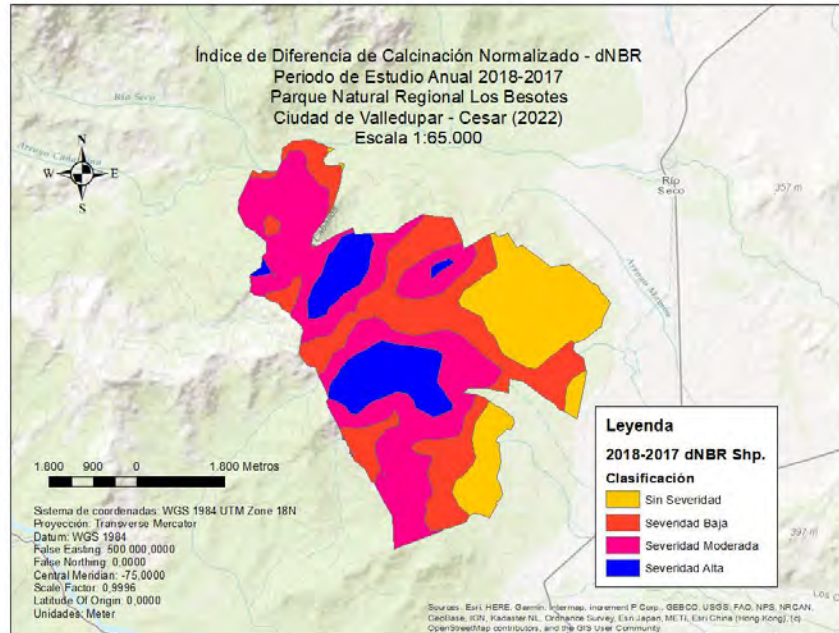 Índice de Diferencia de Calcinación Normalizado - dNBR
Periodo de Estudio Anual 2018-2017
Parque Natural Regional Los Besotes
Ciudad de Valledupar - Cesar (2022)
Escala 1:65.000
Río Seco
Arroyo
N
W E
S
Río
Seco
357 m
Arroyo
Leyenda
2018-2017 dNBR Shp.
Clasificación
Sin Severidad
Severidad Baja
Severidad Moderada
Severidad Alta
1.800 900 0 1.800 Metros
Sistema de coordenadas: WGS 1984 UTM Zone 18N
Proyección: Transverse Mercator
Datum: WGS 1984
False Easting: 500 000,0000
False Northing: 0,0000
Central Meridian: -75,0000
Scale Factor: 0,9996
Latitude Of Origin: 0,0000
Unidades: Meter
397 m
Los
Sources: Esri, HERE, Garmin, Intermap, increment P Corp., GEBCO, USGS, FAO, NPS, NRCAN,
GeoBase, IGN, Kadaster NL, Ordnance Survey, Esri Japan, METI, Esri China (Hong Kong), (c)
OpenStreetMap contributors, and the GIS User Community